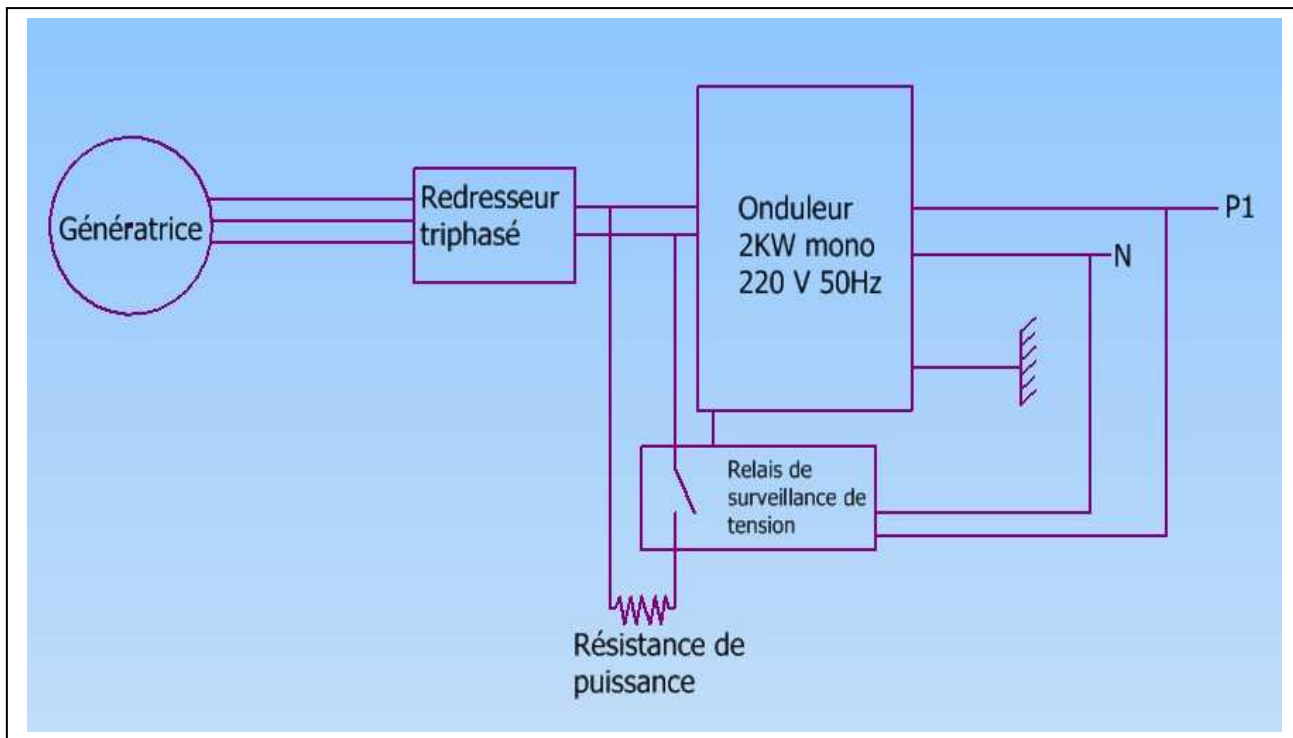 Génératrice
Redresseur
triphasé
Onduleur
2KW mono
220 V 50Hz
P1
N
Relais de
surveillance de
tension
Résistance de
puissance